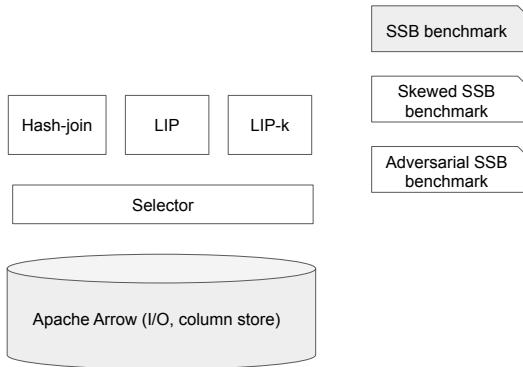 SSB benchmark
Skewed SSB
benchmark
Adversarial SSB
benchmark
Hash-join
LIP
LIP-k
Selector
Apache Arrow (I/O, column store)